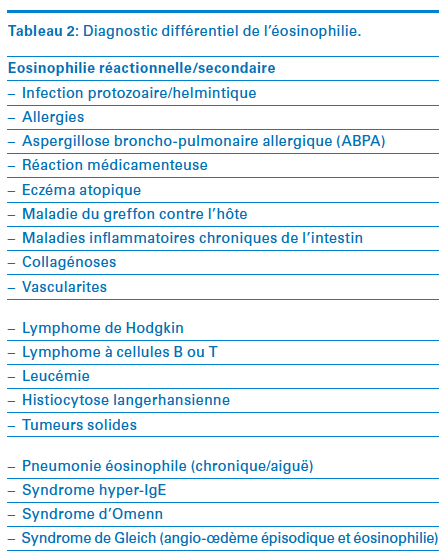 Tableau 2: Diagnostic différentiel de l'éosinophilie.
Eosinophilie réactionnelle/secondaire
– Infection protozoaire/helmintique
– Allergies
– Aspergillose broncho-pulmonaire allergique (ABPA)
– Réaction médicamenteuse
– Eczéma atopique
– Maladie du greffon contre l'hôte
– Maladies inflammatoires chroniques de l'intestin
– Collagénoses
– Vascularites
– Lymphome de Hodgkin
– Lymphome à cellules B ou T
– Leucémie
– Histiocytose langerhansienne
– Tumeurs solides
– Pneumonie éosinophile (chronique/aiguë)
– Syndrome hyper-IgE
– Syndrome d'Omenn
– Syndrome de Gleich (angio-œdème épisodique et éosinophilie)